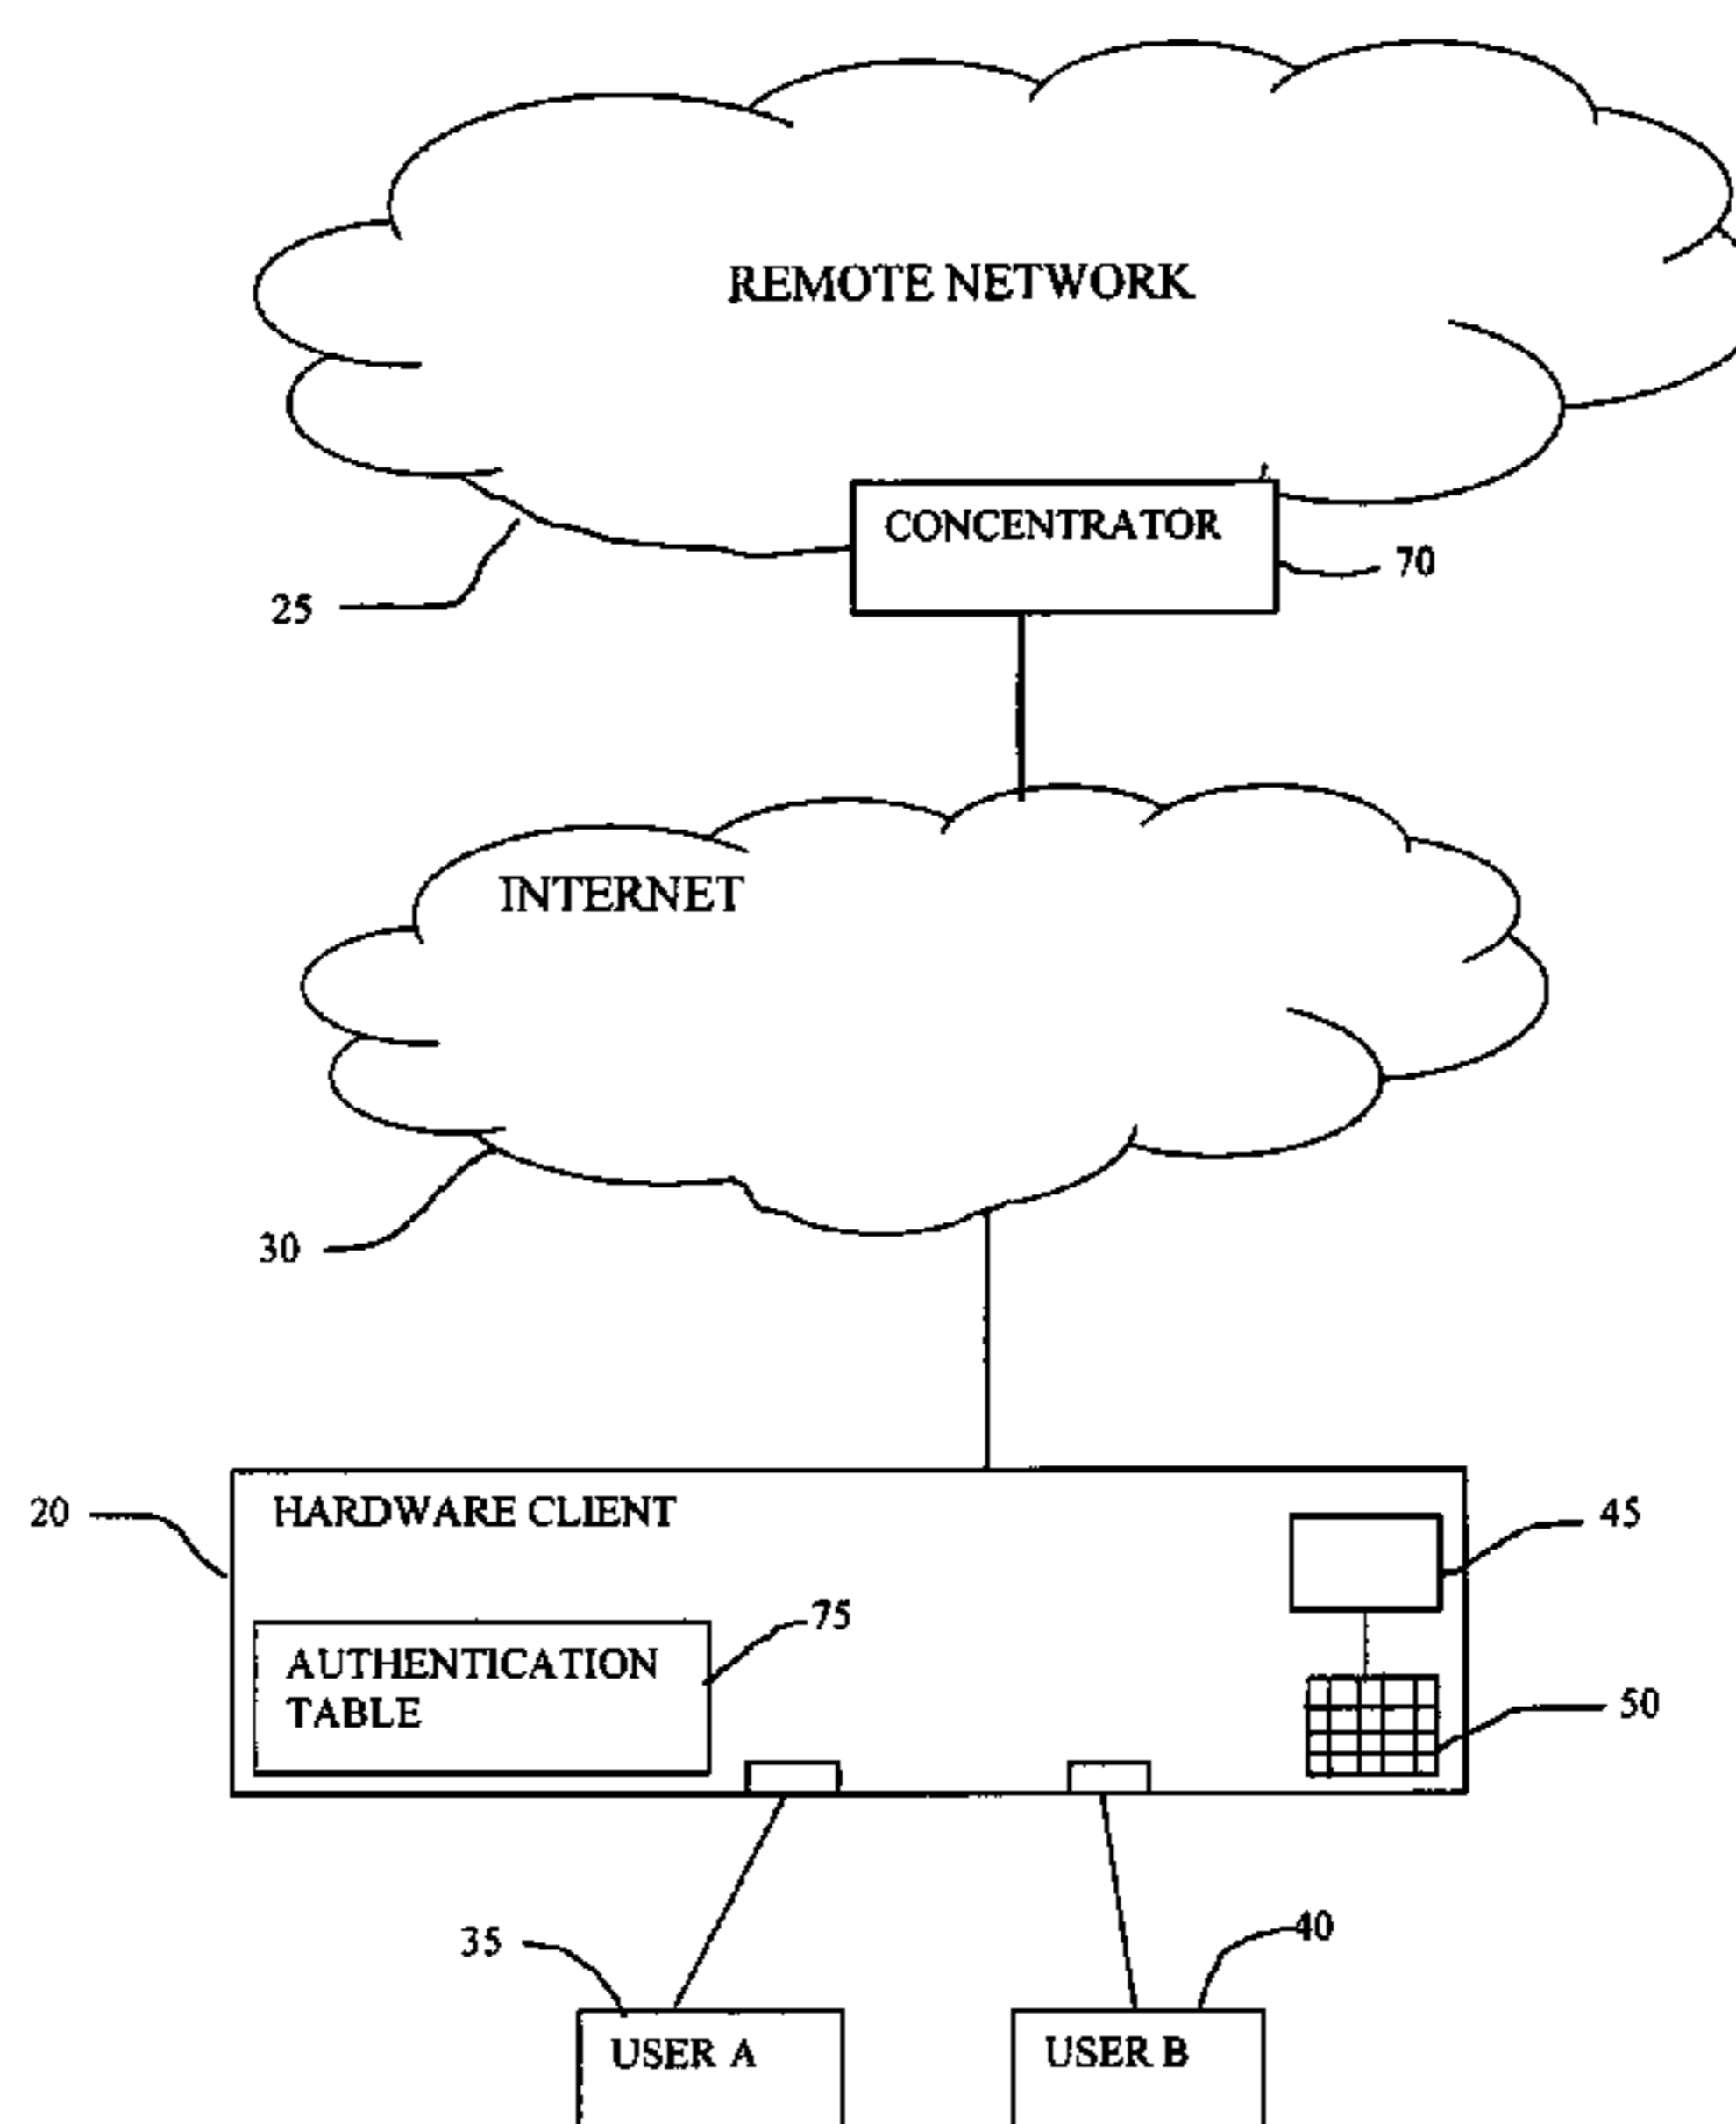 REMOTE NETWORK
CONCENTRATOR
70
25
INTERNET
30
20
HARDWARE CLIENT
45
75
AUTHENTICATION
TABLE
50
35
40
USER A
USER B